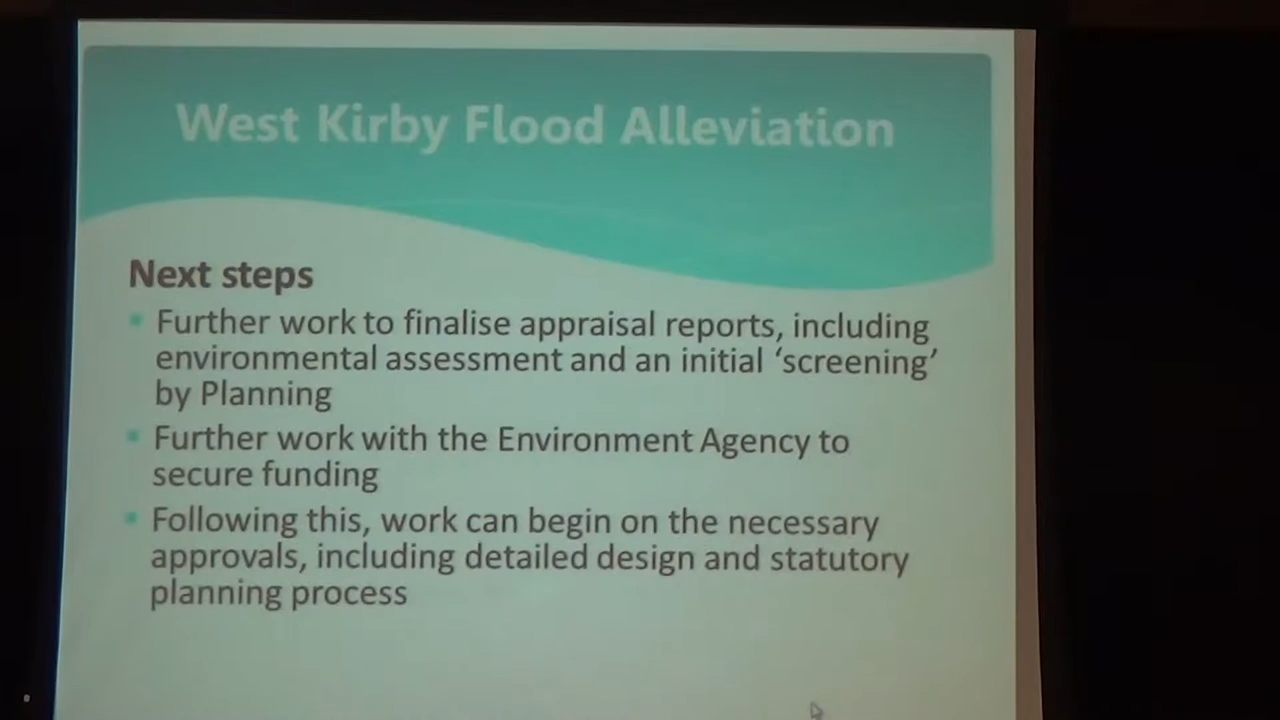 West Kirby Flood Alleviation
Next steps
Further work to finalise appraisal reports, including
environmental assessment and an initial ‘screening’
by Planning
Further work with the Environment Agency to
secure funding
Following this, work can begin on the necessary
approvals, including detailed design and statutory
planning process